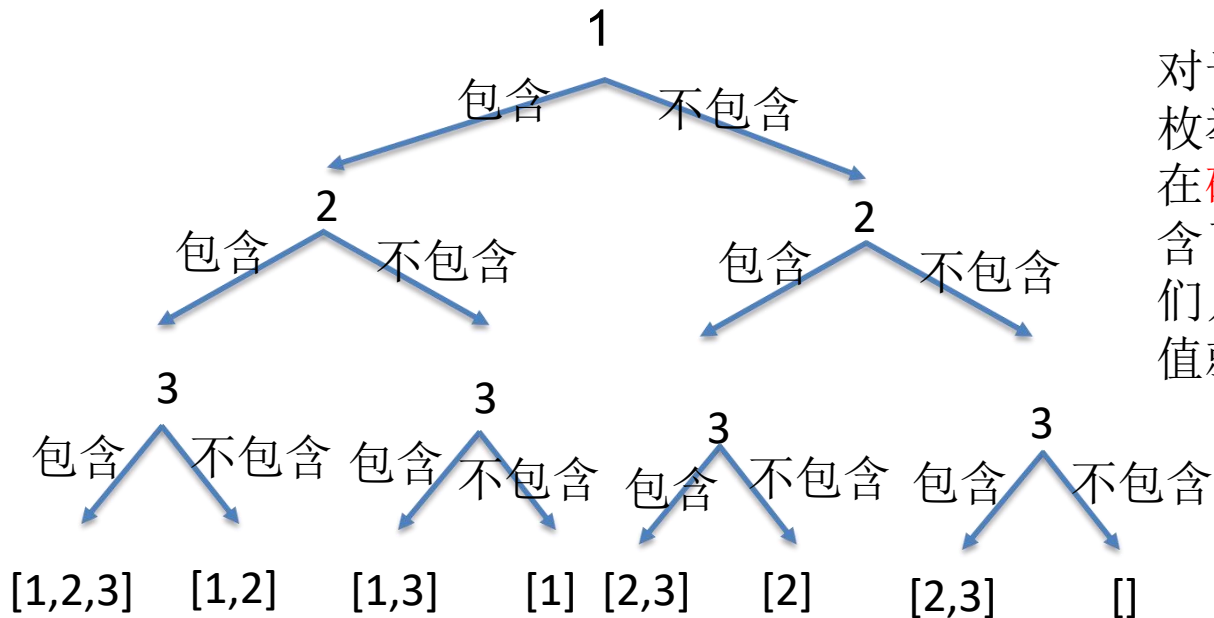 1
包含 不包含
2 2
包含 不包含 包含 不包含
3 3 3 3
包含 不包含 包含 不包含 包含 不包含 包含 不包含
[1,2,3] [1,2] [1,3] [1] [2,3] [2] [2,3] []
对
枚
在
含
们
值